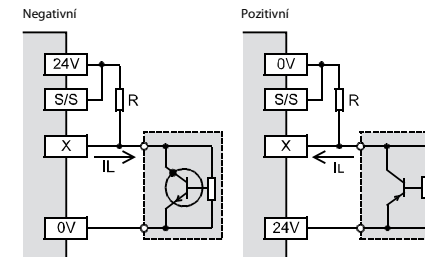 Negativní
24V
S/S
R
X
IL
0V
Pozitivní
0V
S/S
R
X
IL
24V